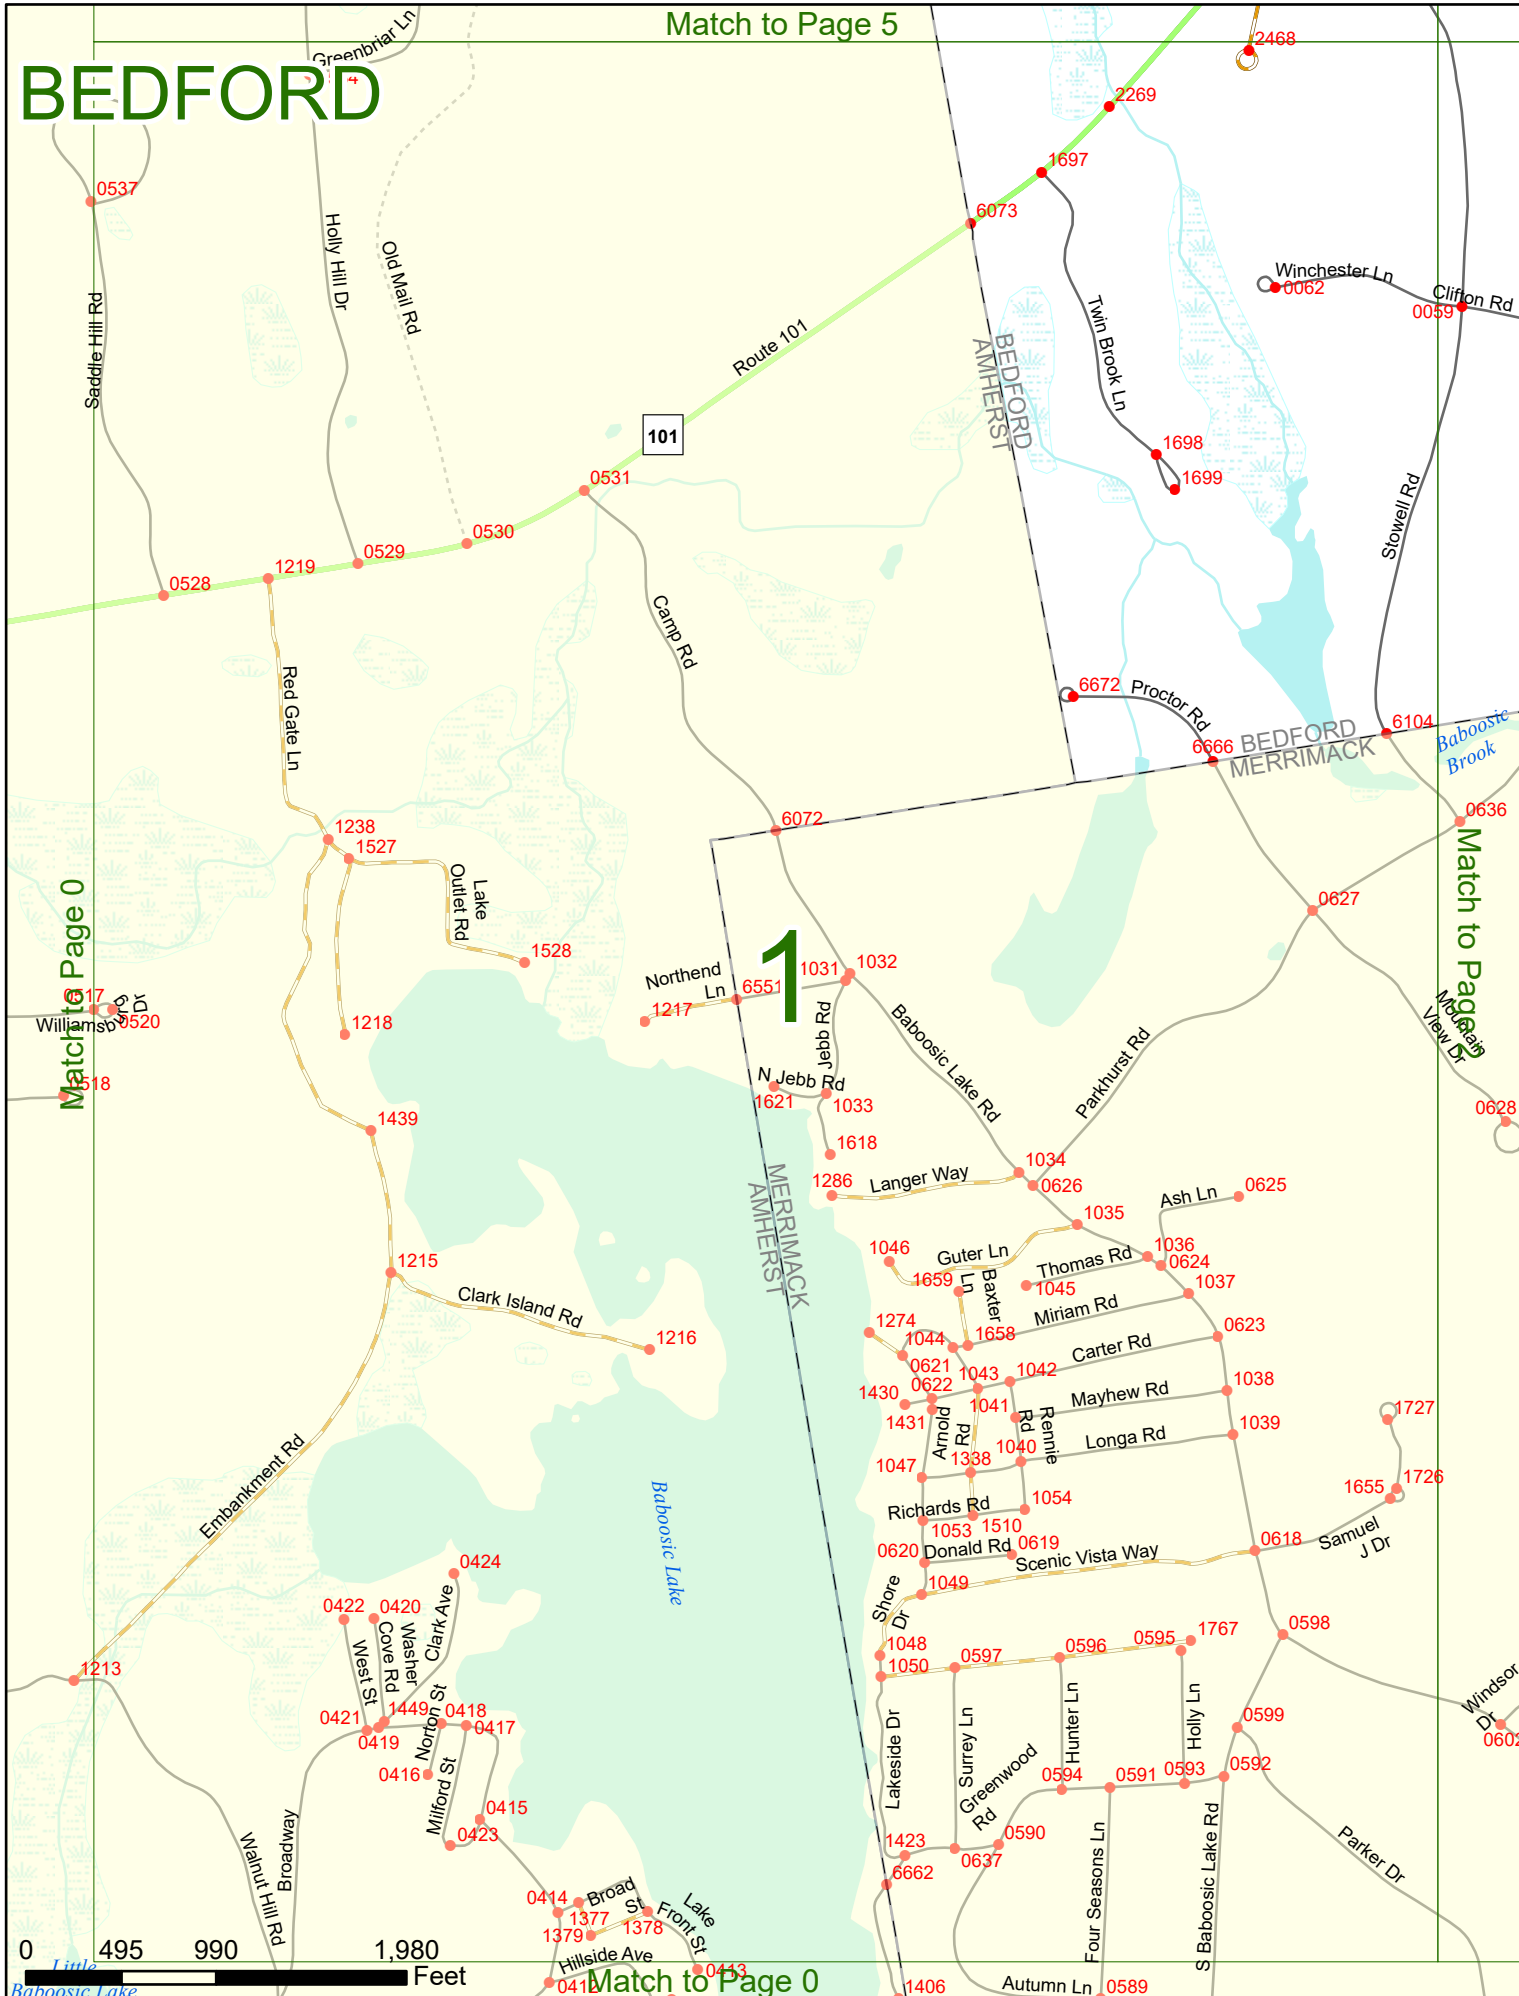 Match to Page 5
Greenbriar Ln
2468
BEDFORD
2269
1697
0537
6073
Holly Hill Dr
Old Mail Rd
Winchester Ln
0062
Clifton Rd
0059
Saddle Hill Rd
Route 101
Twin Brook Ln
BEDFORD
AMHERST
101
1698
1699
0531
Stowell Rd
0530
0529
1219
0528
Camp Rd
Red Gate Ln
6672
Proctor Rd
6104
6666
BEDFORD
MERRIMACK
Baboosic
Brook
6072
0636
1238
1527
Lake
Outlet Rd
Match to Page 0
Match to Page 2
0627
1
1528
Northend
Ln
6551
1031
1032
1217
0517
0520
Williamsburg
Dr
1218
Jebb Rd
Baboosic Lake Rd
Mountain
View Dr
Parkhurst Rd
0518
N Jebb Rd
1621
1033
0628
1439
1618
1034
1286
Langer Way
0626
Ash Ln
0625
MERRIMACK
AMHERST
1035
1046
Guter Ln
1036
Thomas Rd
0624
1215
1659
Baxter
Ln
1045
1037
Clark Island Rd
Miriam Rd
1216
1274
1044
1658
0623
0621
Carter Rd
1043
1042
1430
0622
1041
Mayhew Rd
1038
1431
Arnold
Rd
Rennie
Rd
1727
1039
Longa Rd
1047
1338
1040
Embankment Rd
Baboosic Lake
1726
1655
Richards Rd
1054
1053
1510
0618
Samuel
J Dr
0620
Donald Rd
0619
Scenic Vista Way
0424
1049
Shore
Dr
0422
0420
Clark Ave
Washer
Cove Rd
West St
1048
0597
0596
0595
1767
0598
1213
1050
Windsor
Dr
0602
1449
0421
0419
Norton St
0418
0417
0599
0416
Milford St
Lakeside Dr
Surrey Ln
Hunter Ln
Holly Ln
Greenwood
Rd
0594
0591
0593
0592
0415
0423
Walnut Hill Rd
Broadway
1423
0637
0590
Parker Dr
6662
Four Seasons Ln
S Baboosic Lake Rd
0414
Broad
St
1377
1378
1379
Lake
Front St
0 495 990 1,980
Feet
Little
Baboosic Lake
Hillside Ave
0413
0412
Match to Page 0
1406
Autumn Ln
0589